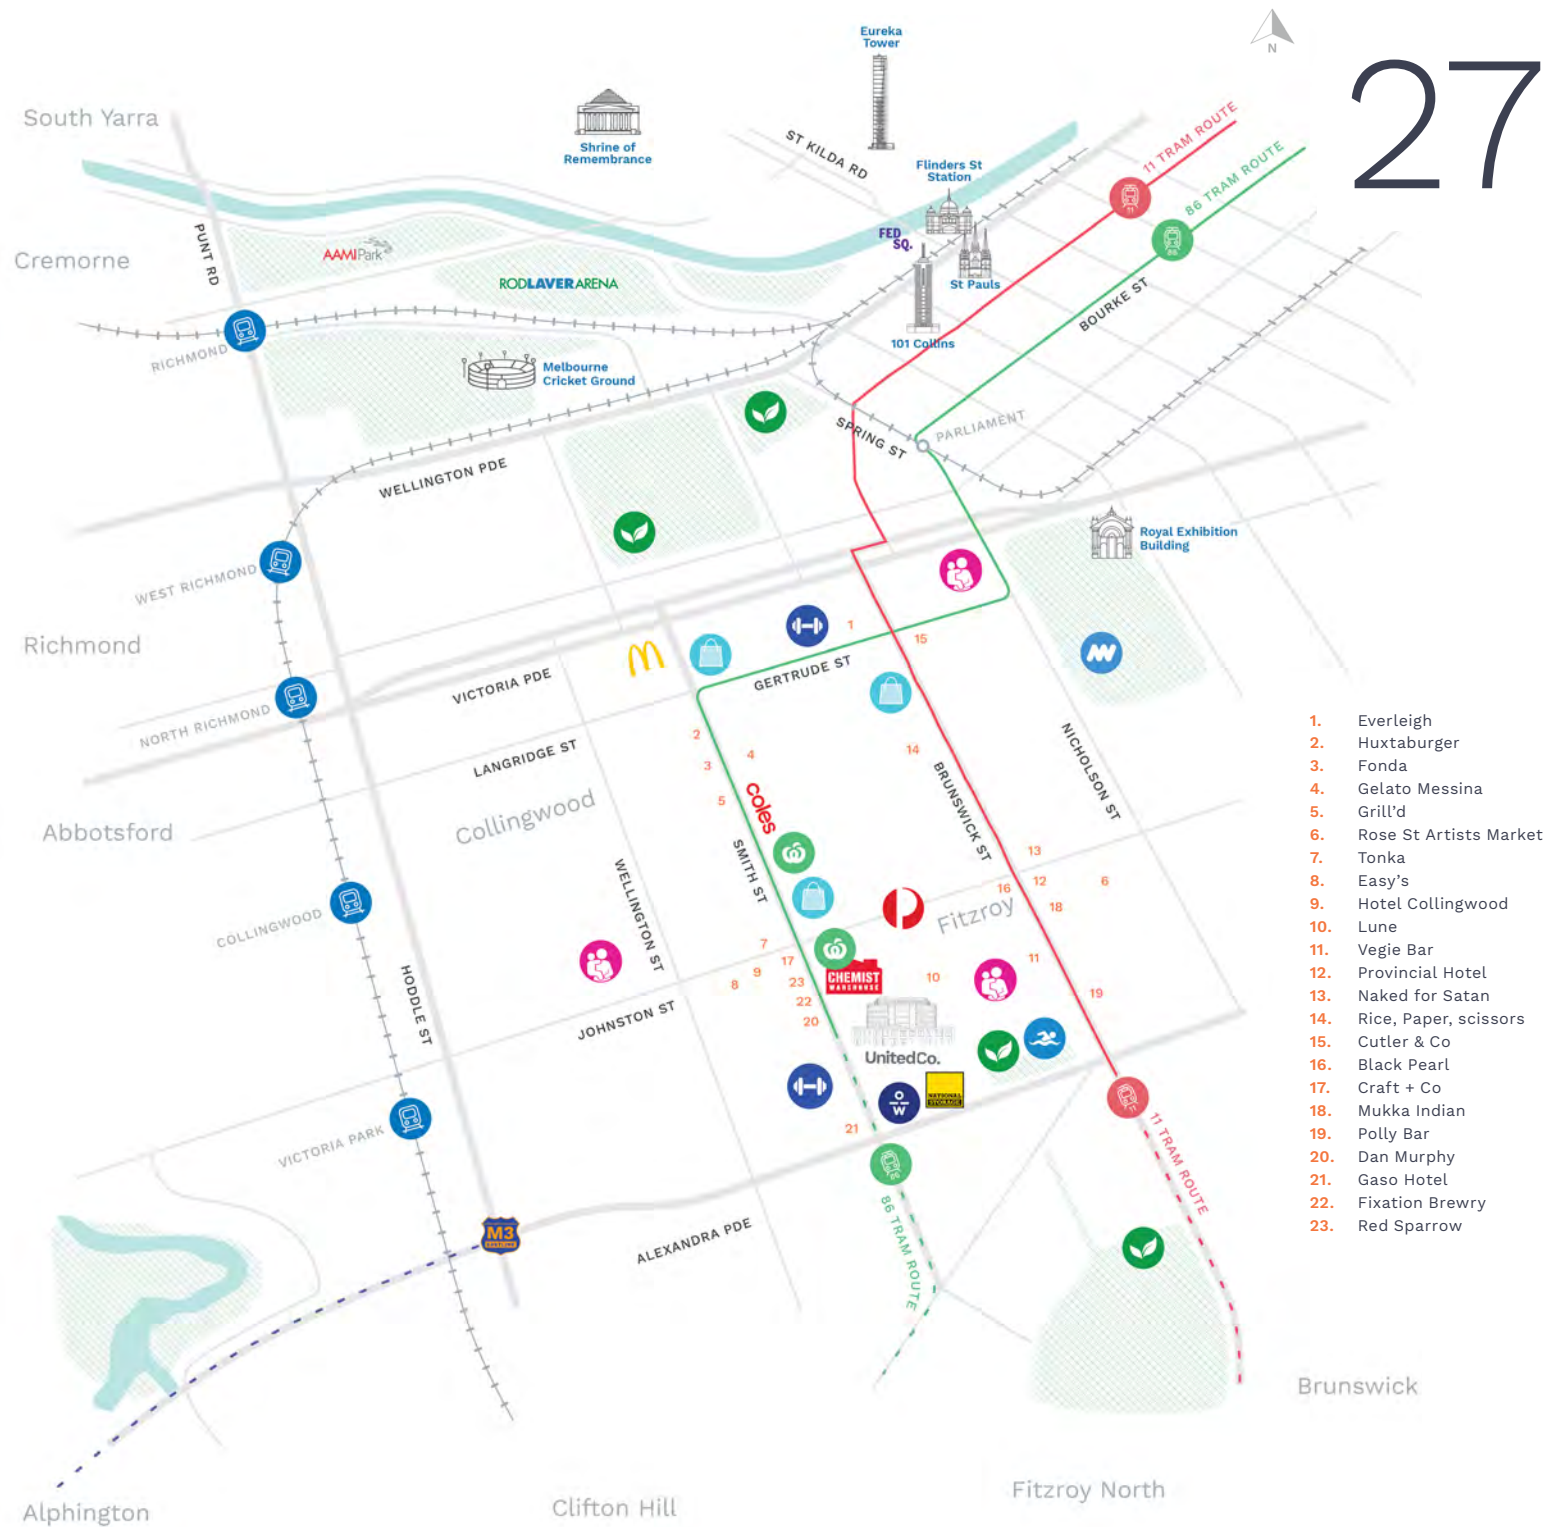 27
N
Eureka
Tower
South Yarra
Shrine of
Remembrance
ST KILDA RD
Flinders St
Station
11 TRAM ROUTE
11
86 TRAM ROUTE
86
PUNT RD
FED
SQ.
AAMI Park
Cremorne
RODLAVERARENA
St Pauls
BOURKE ST
101 Collins
RICHMOND
Melbourne
Cricket Ground
SPRING ST
PARLIAMENT
WELLINGTON PDE
Royal Exhibition
Building
WEST RICHMOND
Richmond
1
15
GERTRUDE ST
VICTORIA PDE
NORTH RICHMOND
LANGRIDGE ST
2
3
4
5
14
coles
NICHOLSON ST
BRUNSWICK ST
Abbotsford
Collingwood
SMITH ST
WELLINGTON ST
13
12
6
16
18
Fitzroy
COLLINGWOOD
7
17
9
8
23
22
20
10
11
19
CHEMIST
WAREHOUSE
HODDLE ST
JOHNSTON ST
UnitedCo.
O
W
NATIONAL
STORAGE
21
VICTORIA PARK
11
11 TRAM ROUTE
86
86 TRAM ROUTE
M3
ALEXANDRA PDE
Brunswick
Fitzroy North
Clifton Hill
Alphington
1. Everleigh
2. Huxtaburger
3. Fonda
4. Gelato Messina
5. Grill'd
6. Rose St Artists Market
7. Tonka
8. Easy's
9. Hotel Collingwood
10. Lune
11. Vegie Bar
12. Provincial Hotel
13. Naked for Satan
14. Rice, Paper, scissors
15. Cutler & Co
16. Black Pearl
17. Craft + Co
18. Mukka Indian
19. Polly Bar
20. Dan Murphy
21. Gaso Hotel
22. Fixation Brewry
23. Red Sparrow